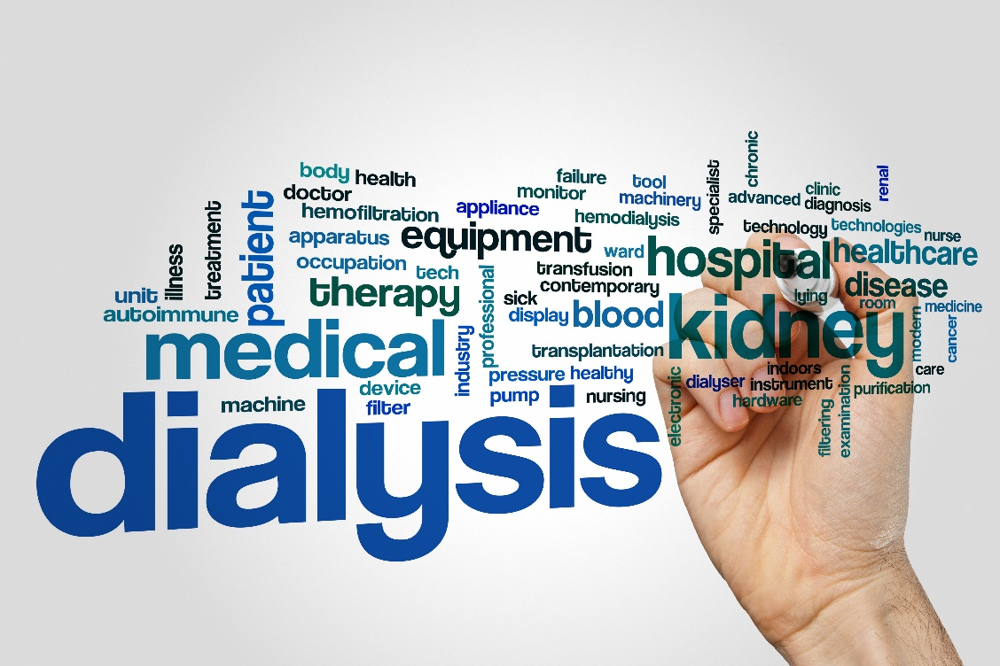 chronic
specialist
body health
failure
tool
renal
doctor
monitor
machinery
advanced
clinic
diagnosis
patient
treatment
hemofiltration
appliance
hemodialysis
technology
technologies
nurse
apparatus
equipment
ward
hospital
healthcare
illness
occupation
tech
professional
transfusion
contemporary
disease
unit
therapy
sick
lying
room
medicine
autoimmune
display
blood
kidney
modern
cancer
medical
industry
transplantation
pressure healthy
electronic
dialyser
indoors
instrument
examination
care
purification
device
machine
filter
pump
nursing
hardware
filtering
dialysis